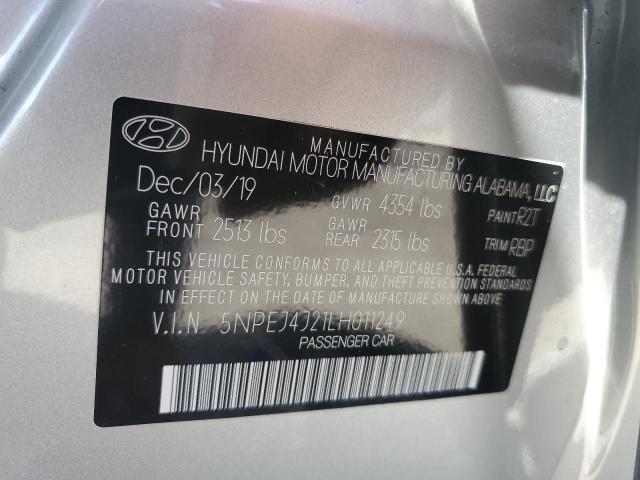 MANUFACTURED BY
HYUNDAI MOTOR MANUFACTURING ALABAMA, LLC
Dec/03/19 GVWR 4354 lbs PAINT R2T
GAWR FRONT 2513 lbs GAWR REAR 2315 lbs TRIM RBP
THIS VEHICLE CONFORMS TO ALL APPLICABLE U.S.A. FEDERAL
MOTOR VEHICLE SAFETY, BUMPER, AND THEFT PREVENTION
STANDARDS IN EFFECT ON THE
DATE OF MANUFACTURE SHOWN ABOVE
V.I.N 5NPEJ4J21LH011249
PASSENGER CAR